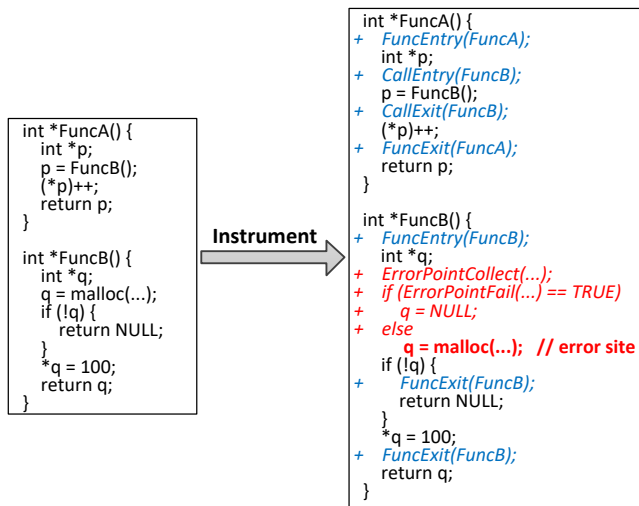 int *FuncA() {
int *p;
p = FuncB();
(*p)++;
return p;
}
int *FuncB() {
int *q;
q = malloc(...);
if (!q) {
return NULL;
}
*q = 100;
return q;
}
Instrument
int *FuncA() {
+ FuncEntry(FuncA);
int *p;
+ CallEntry(FuncB);
p = FuncB();
+ CallExit(FuncB);
(*p)++;
+ FuncExit(FuncA);
return p;
}
int *FuncB() {
+ FuncEntry(FuncB);
int *q;
+ ErrorPointCollect(...);
+ if (ErrorPointFail(...) == TRUE)
+ q = NULL;
+ else
q = malloc(...); // error site
if (!q) {
+ FuncExit(FuncB);
return NULL;
}
*q = 100;
+ FuncExit(FuncB);
return q;
}